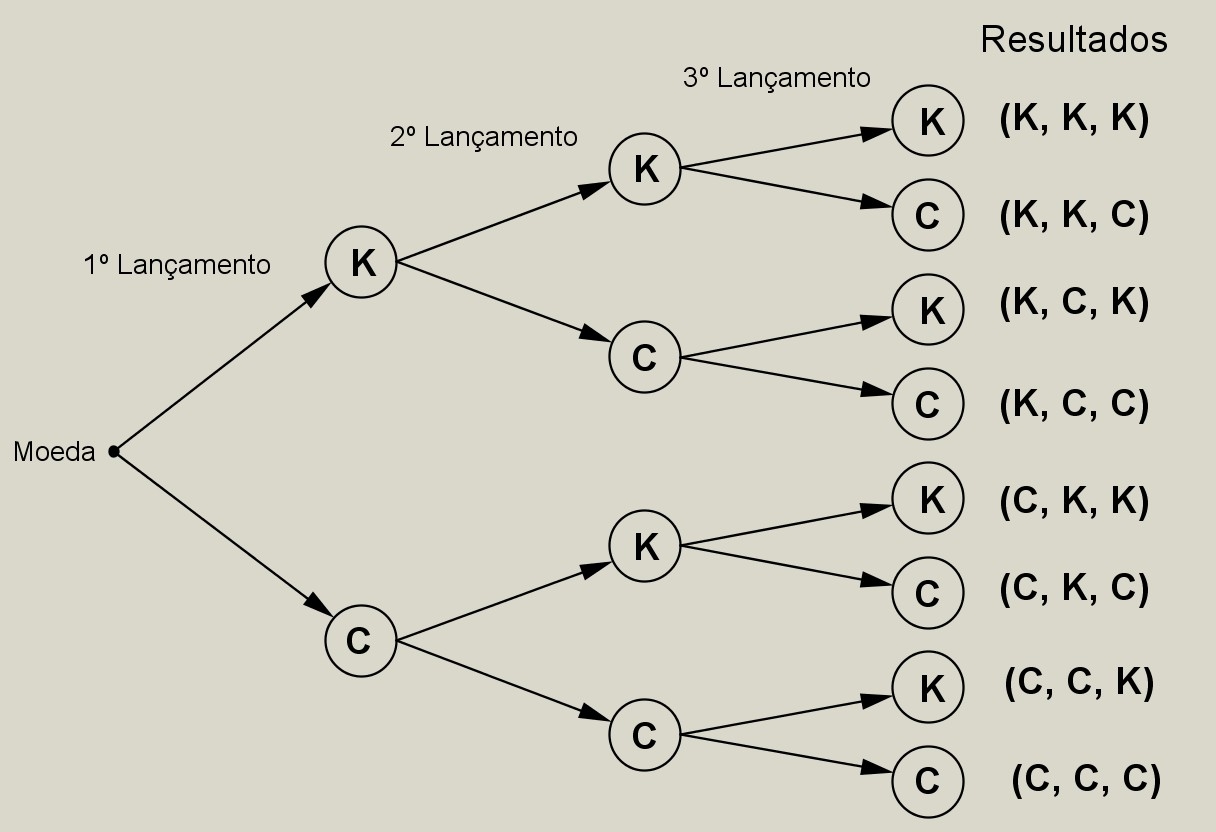 Resultados
3º Lançamento
K (K, K, K)
2º Lançamento
K
C (K, K, C)
1º Lançamento
K
K (K, C, K)
C
C (K, C, C)
Moeda
K (C, K, K)
K
C (C, K, C)
C
K (C, C, K)
C
C (C, C, C)